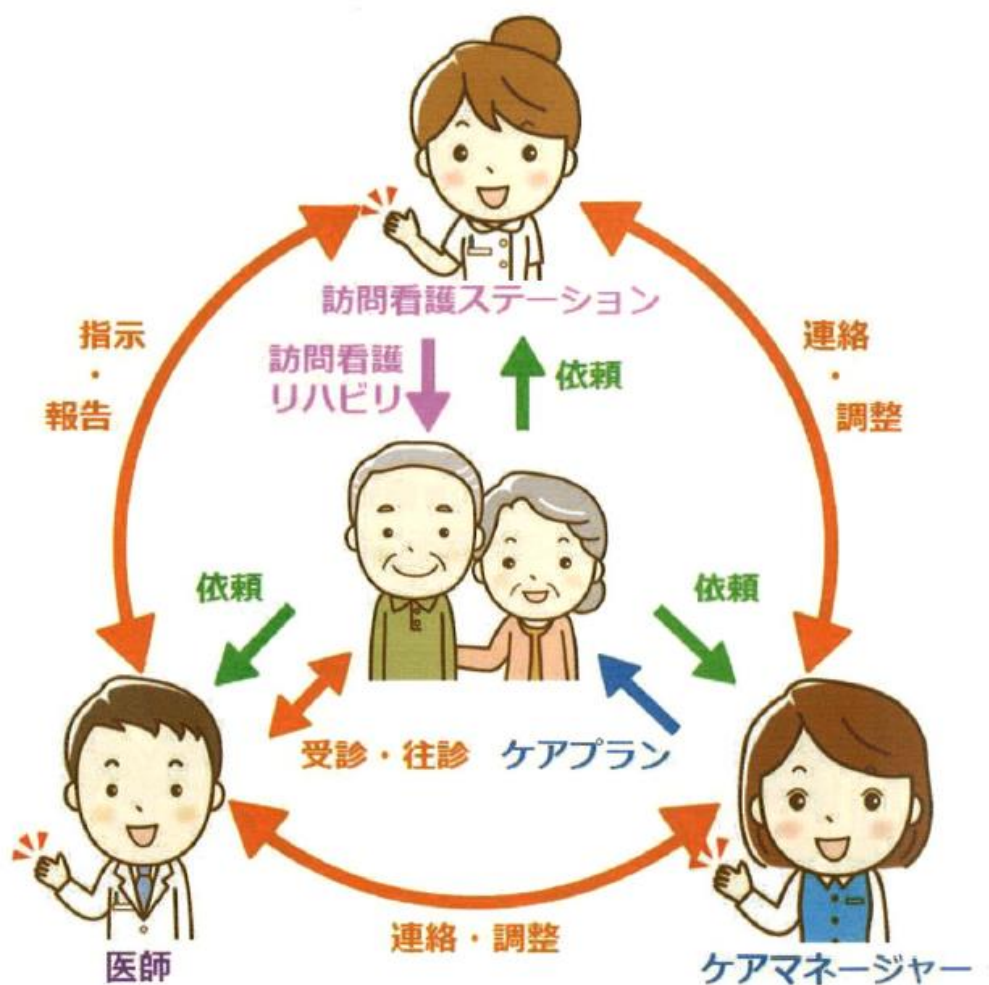 訪問看護ステーション
指示
・
報告
訪問看護
リハビリ
依頼
連絡
・
調整
依頼
依頼
受診・往診
ケアプラン
連絡・調整
医師
ケアマネージャー